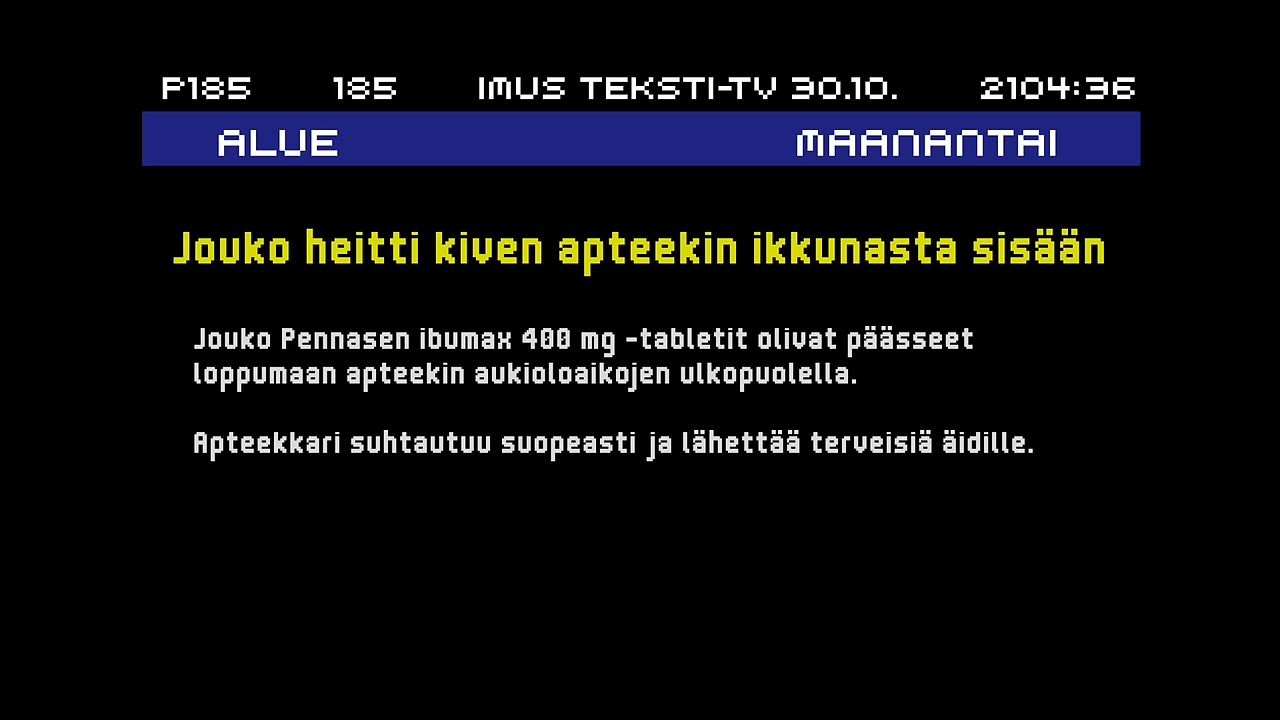 P185 185 IMUS TEKSTI-TV 30.10. 2104:36
ALUE MAANANTAI
Jouko heitti kiven apteekin ikkunasta sisään
Jouko Pennasen ibumax 400 mg -tabletit olivat päässeet
loppumaan apteekin aukioloaikojen ulkopuolella.
Apteekkari suhtautuu suopeasti ja lähettää terveisiä äidille.